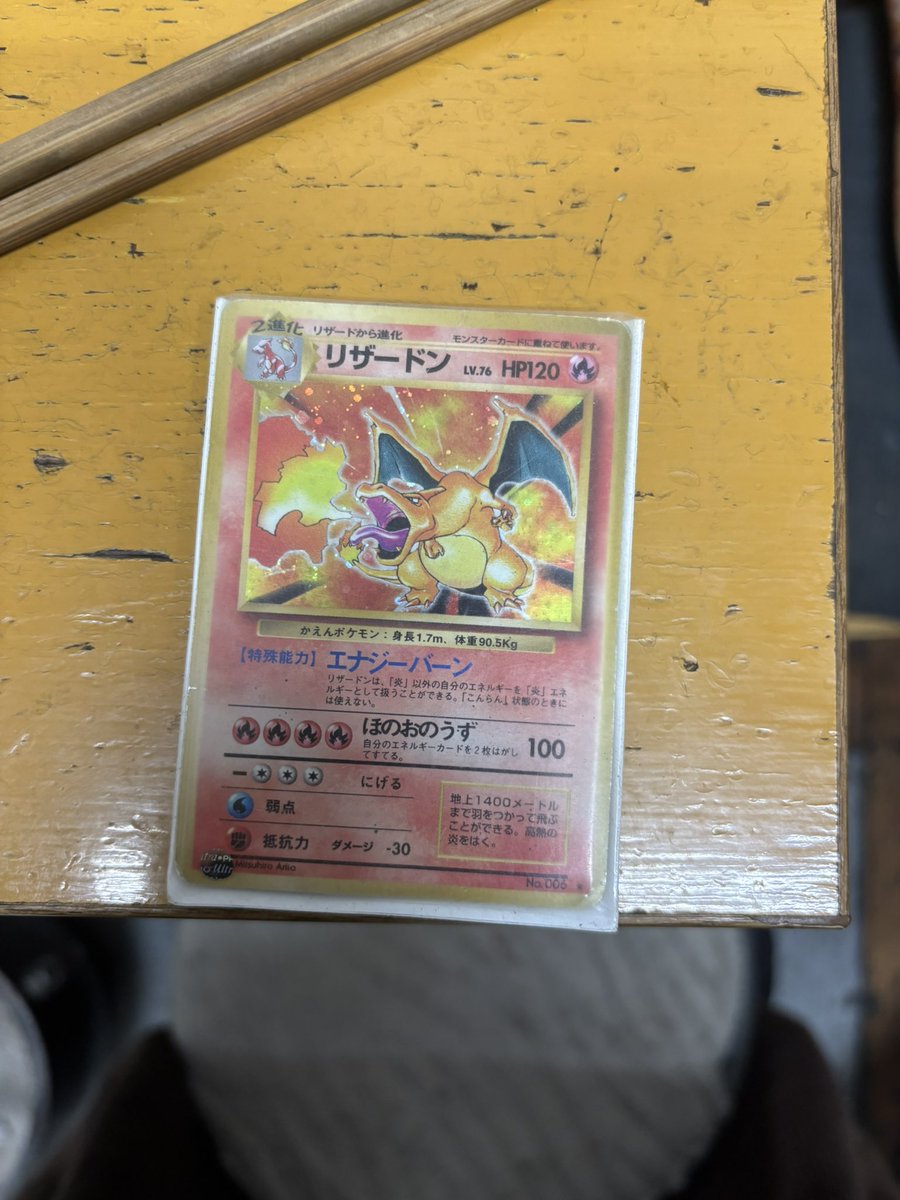 2進化 リザードから進化
モンスターカードに重ねて使います。
リザードン LV.76 HP120
かえんポケモン：身長1.7m、体重90.5Kg
【特殊能力】エナジーバーン
リザードンは、「炎」以外の自分のエネルギーを「炎」エネ
ルギーとして扱うことができる。「こんらん」状態のときに
は使えない。
ほのおのうず
自分のエネルギーカードを2枚はがし
てすてる。
100
にげる
弱点
抵抗力 ダメージ -30
地上1400メートル
まで羽をつかって飛ぶ
ことができる。高熱の
炎をはく。
Mitsuhiro Arita
No.006